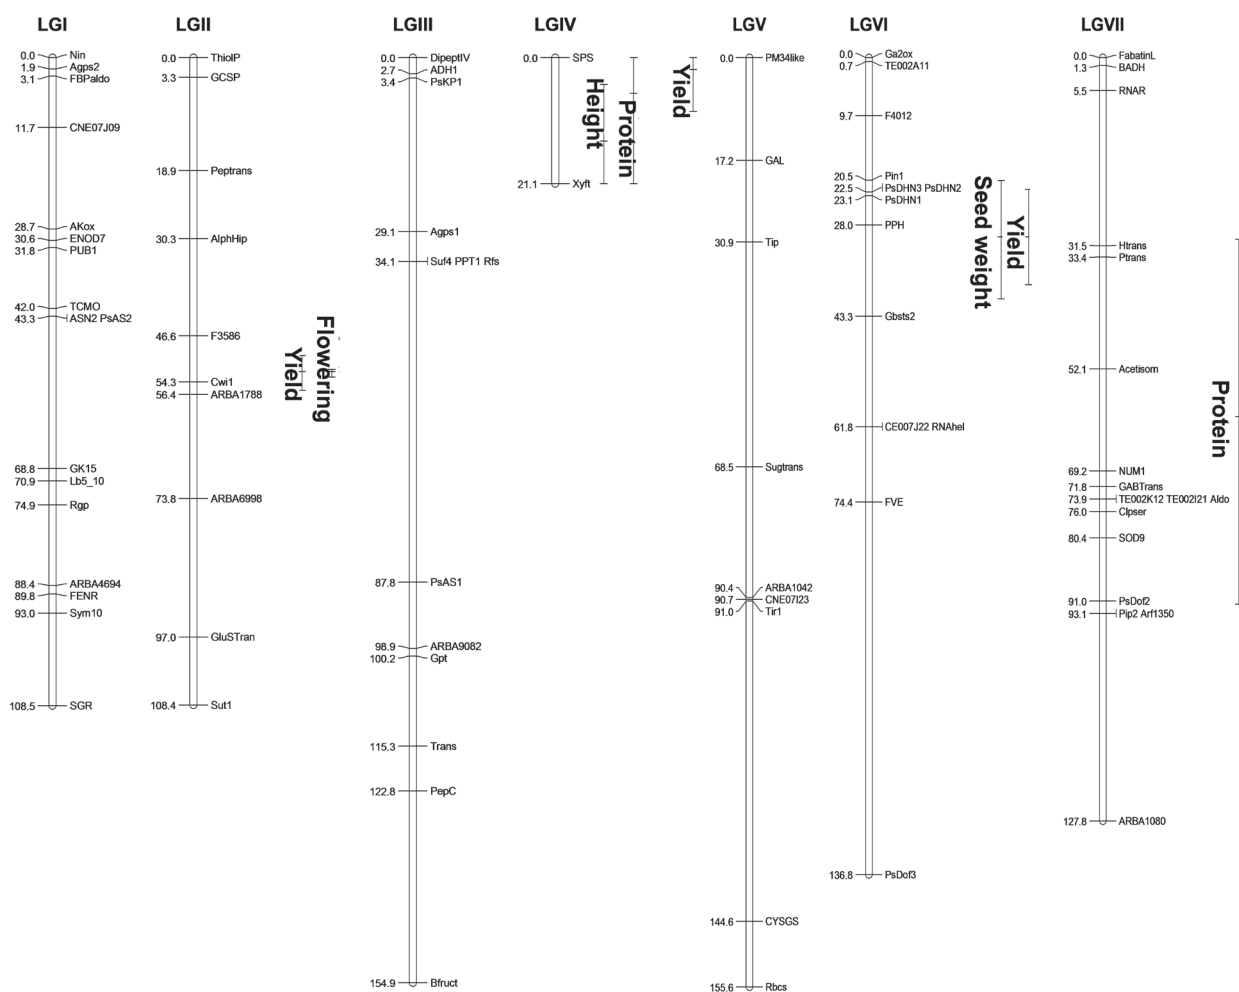 LGI
0.0 Nin
1.9 Agps2
3.1 FBPaldo
11.7 CNE07J09
28.7 AKox
30.6 ENOD7
31.8 PUB1
42.0 TCMO
43.3 ASN2 PsAS2
68.8 GK15
70.9 Lb5_10
74.9 Rgp
88.4 ARBA4694
89.8 FENR
93.0 Sym10
108.5 SGR
LGII
0.0 ThiolP
3.3 GCSP
18.9 Peptrans
30.3 AlphHip
46.6 F3586
54.3 Cwi1
56.4 ARBA1788
73.8 ARBA6998
97.0 GluSTran
108.4 Sut1
Yield
Flowering
LGIII
0.0 DipeptIV
2.7 ADH1
3.4 PsKP1
29.1 Agps1
34.1 Suf4 PPT1 Rfs
87.8 PsAS1
98.9 ARBA9082
100.2 Gpt
115.3 Trans
122.8 PepC
154.9 Bfruct
LGIV
0.0 SPS
21.1 Xyft
Height
Protein
LGV
0.0 PM34like
17.2 GAL
30.9 Tip
68.5 Sugtrans
90.4 ARBA1042
90.7 CNE07I23
91.0 Tir1
144.6 CYSGS
155.6 Rbcs
Yield
LGVI
0.0 Ga2ox
0.7 TE002A11
9.7 F4012
20.5 Pin1
22.5 PsDHN3 PsDHN2
23.1 PsDHN1
28.0 PPH
43.3 Gbsts2
61.8 CE007J22 RNAhel
74.4 FVE
136.8 PsDof3
Seed weight
Yield
LGVII
0.0 FabatinL
1.3 BADH
5.5 RNAR
31.5 Htrans
33.4 Ptrans
52.1 Acetisom
69.2 NUM1
71.8 GABTrans
73.9 TE002K12 TE002I21 Aldo
76.0 Clpser
80.4 SOD9
91.0 PsDof2
93.1 Pip2 Arf1350
127.8 ARBA1080
Protein